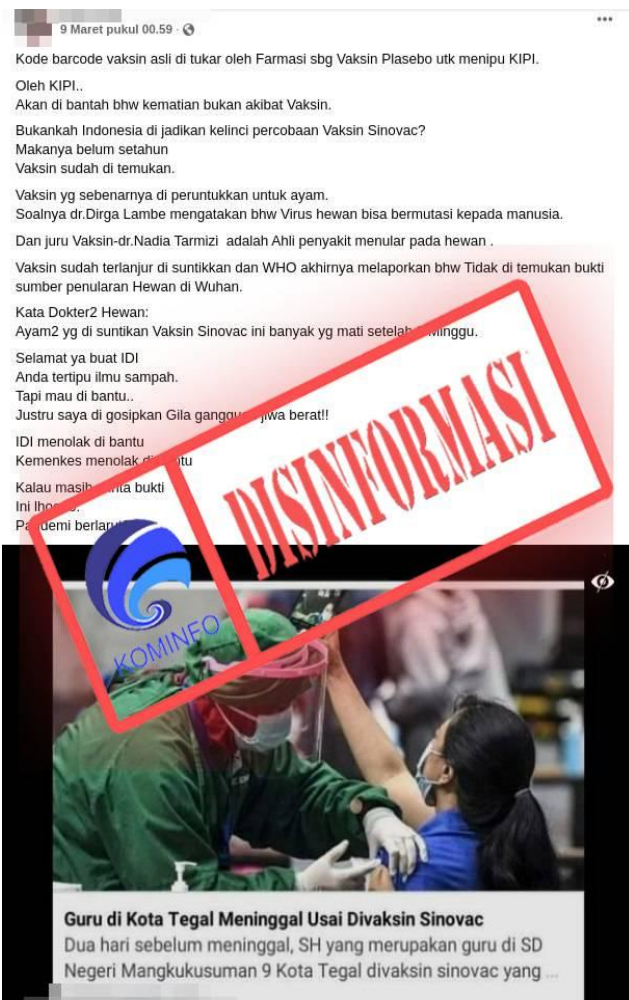 9 Maret pukul 00.59 ·
Kode barcode vaksin asli di tukar oleh Farmasi sbg Vaksin Plasebo utk menipu KIPI.
Oleh KIPI..
Akan di bantah bhw kematian bukan akibat Vaksin.
Bukankah Indonesia di jadikan kelinci percobaan Vaksin Sinovac?
Makanya belum setahun
Vaksin sudah di temukan.
Vaksin yg sebenarnya di peruntukkan untuk ayam.
Soalnya dr.Dirga Lambe mengatakan bhw Virus hewan bisa bermutasi kepada manusia.
Dan juru Vaksin-dr.Nadia Tarmizi adalah Ahli penyakit menular pada hewan .
Vaksin sudah terlanjur di suntikkan dan WHO akhirnya melaporkan bhw Tidak di temukan bukti
sumber penularan Hewan di Wuhan.
Kata Dokter2 Hewan:
Ayam2 yg di suntikan Vaksin Sinovac ini banyak yg mati setelah Minggu.
Selamat ya buat IDI
Anda tertipu ilmu sampah.
Tapi mau di bantu..
Justru saya di gosipkan Gila jiwa berat!!
IDI menolak di bantu
Kemenkes menolak
Kalau masih bukti
Ini
DISINFORMASI
KOMINFO
Guru di Kota Tegal Meninggal Usai Divaksin Sinovac
Dua hari sebelum meninggal, SH yang merupakan guru di SD
Negeri Mangkukusuman 9 Kota Tegal divaksin sinovac yang ...